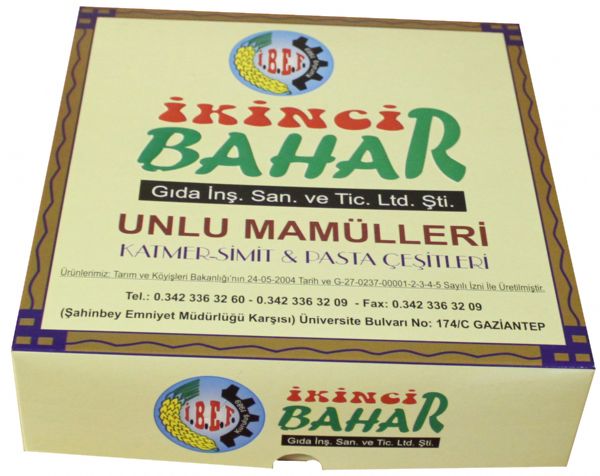 İ.B.E.F.
İKİNCİ
BAHAR
Gıda İnş. San. ve Tic. Ltd. Şti.
UNLU MAMÜLLERİ
KATMER-SİMİT & PASTA ÇEŞİTLERİ
Ürünlerimiz: Tarım ve Köyişleri Bakanlığı'nın 24-05-2004 Tarih ve G-27-0237-00001-2-3-4-5 Sayılı İzni İle Üretilmiştir.
Tel.: 0.342 336 32 60 - 0.342 336 32 09 - Fax: 0.342 336 32 09
(Şahinbey Emniyet Müdürlüğü Karşısı) Üniversite Bulvarı No: 174/C GAZİANTEP
İ.B.E.F.
İKİNCİ
BAHAR
Gıda İnş. San. ve Tic. Ltd. Şti.